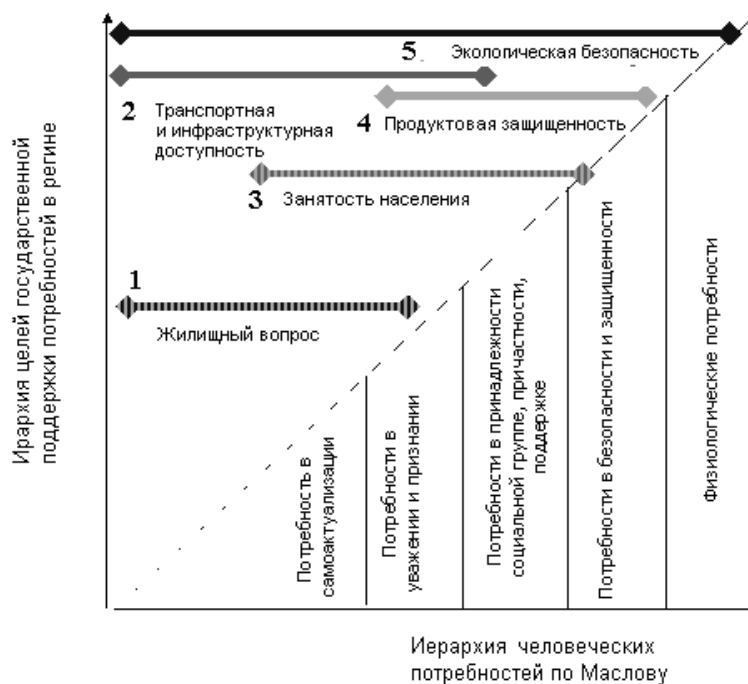 5
Экологическая безопасность
2
Транспортная
и инфраструктурная
доступность
4
Продуктовая защищенность
3
Занятость населения
1
Жилищный вопрос
Ирархия целей государственной
поддержки потребностей в регине
Потребность в
самоактуализации
Потребности в
уважении и признании
Потребности в принадлежности
социальной группе, причастности,
поддержке
Потребности в безопасности и защищенности
Физиологические потребности
Иерархия человеческих
потребностей по Маслову